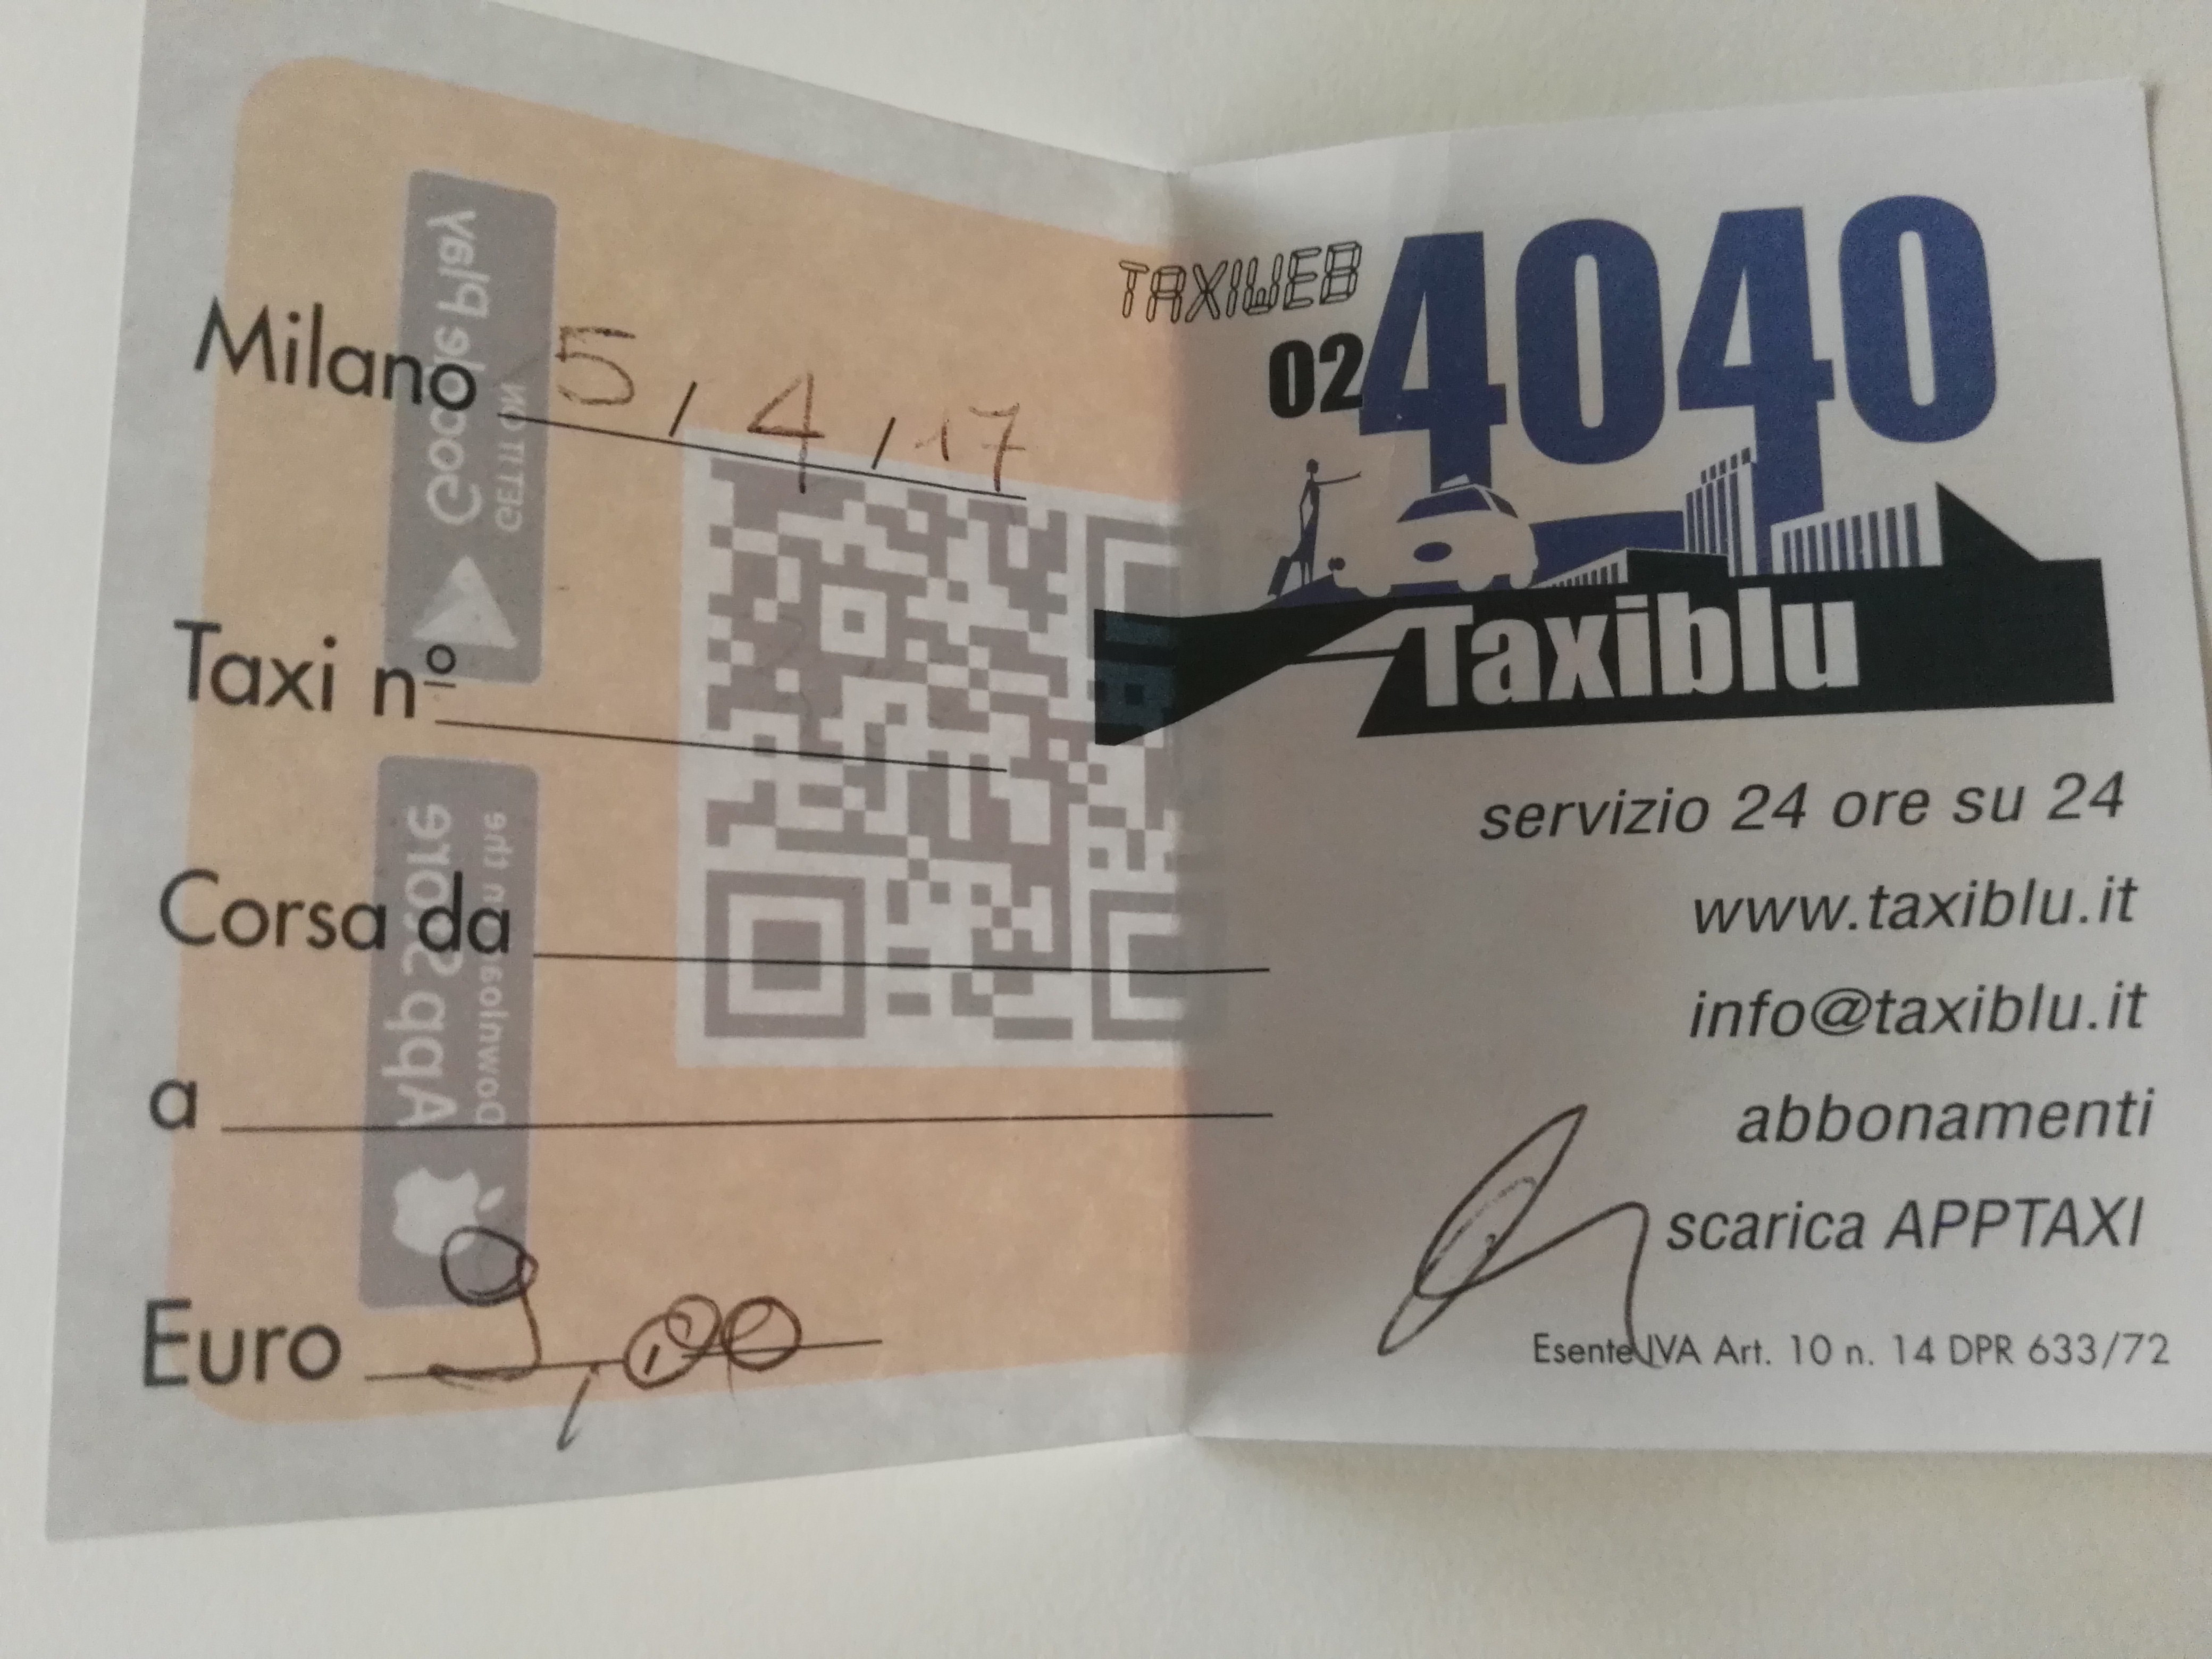 Milano 5/4/17
Taxi nº
Corsa da
a
Euro 9,00
TAXIWEB
02 4040
Taxiblu
servizio 24 ore su 24
www.taxiblu.it
info@taxiblu.it
abbonamenti
scarica APPTAXI
Esente IVA Art. 10 n. 14 DPR 633/72
GET IT ON
Google Play
Download on the
App Store